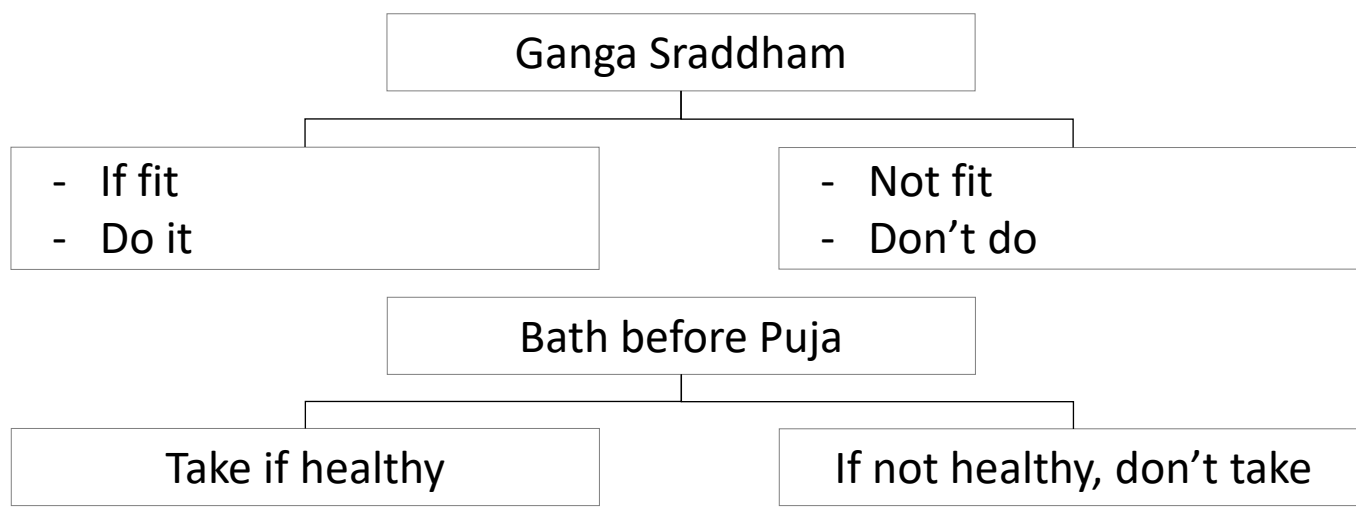 Ganga Sraddham
- If fit
- Do it
- Not fit
- Don’t do
Bath before Puja
Take if healthy
If not healthy, don’t take